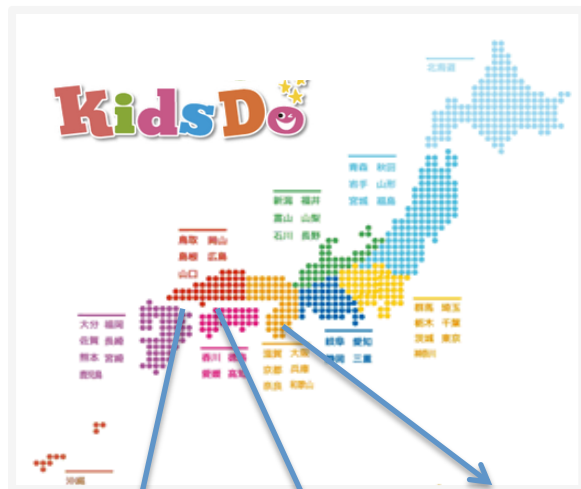 北海道
KidsDo
青森 秋田
岩手 山形
宮城 福島
新潟 福井
富山 山梨
石川 長野
鳥取 岡山
島根 広島
山口
大分 福岡
佐賀 長崎
熊本 宮崎
鹿児島
香川 徳島
愛媛 高知
滋賀 大阪
京都 兵庫
奈良 和歌山
岐阜 愛知
静岡 三重
群馬 埼玉
栃木 千葉
茨城 東京
神奈川
沖縄